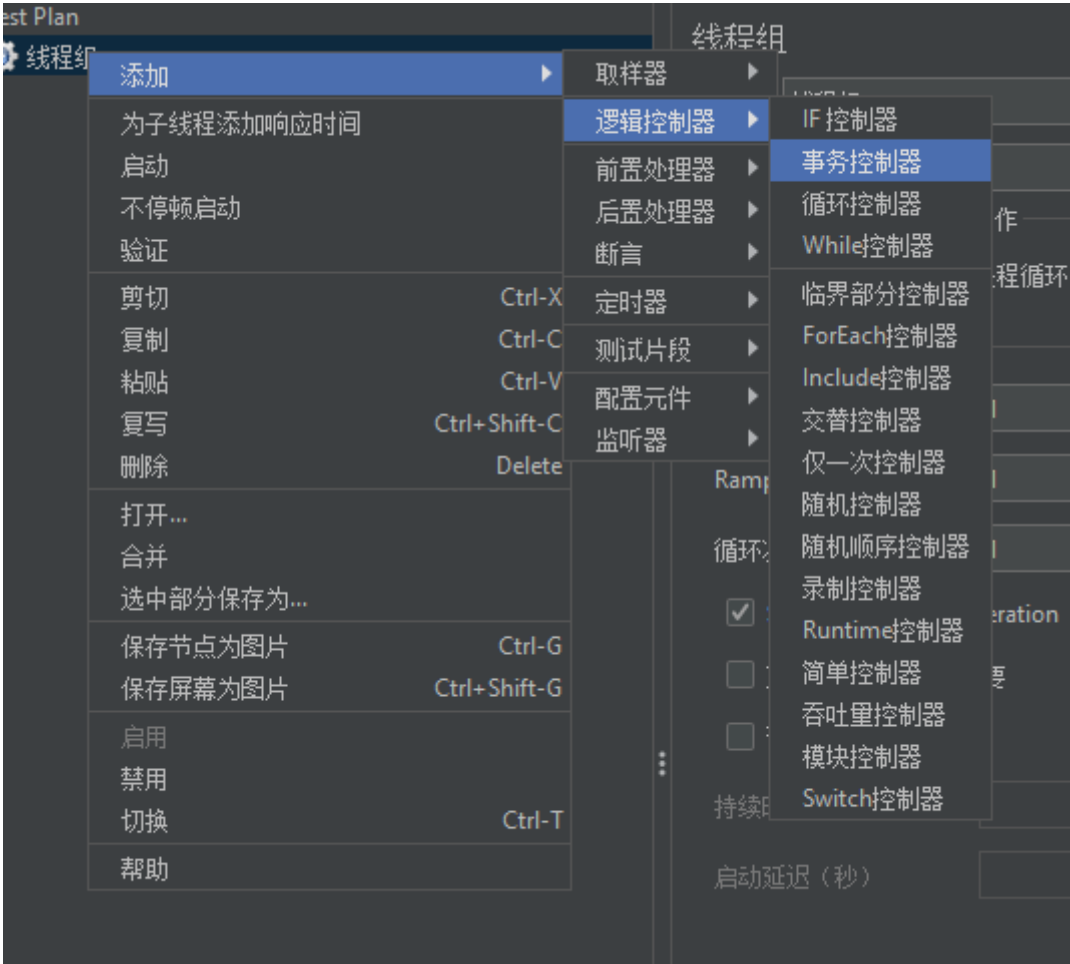 est Plan
线程组
线程组
添加
为子线程添加响应时间
启动
不停顿启动
验证
剪切 Ctrl-X
复制 Ctrl-C
粘贴 Ctrl-V
复写 Ctrl+Shift-C
删除 Delete
打开...
合并
选中部分保存为...
保存节点为图片 Ctrl-G
保存屏幕为图片 Ctrl+Shift-G
启用
禁用
切换 Ctrl-T
帮助
取样器
逻辑控制器
前置处理器
后置处理器
断言
定时器
测试片段
配置元件
监听器
IF 控制器
事务控制器
循环控制器
While控制器
临界部分控制器
ForEach控制器
Include控制器
交替控制器
仅一次控制器
随机控制器
随机顺序控制器
录制控制器
Runtime控制器
简单控制器
吞吐量控制器
模块控制器
Switch控制器
作
程循环
Ramp
循环
eration
要
持续
启动延迟（秒）